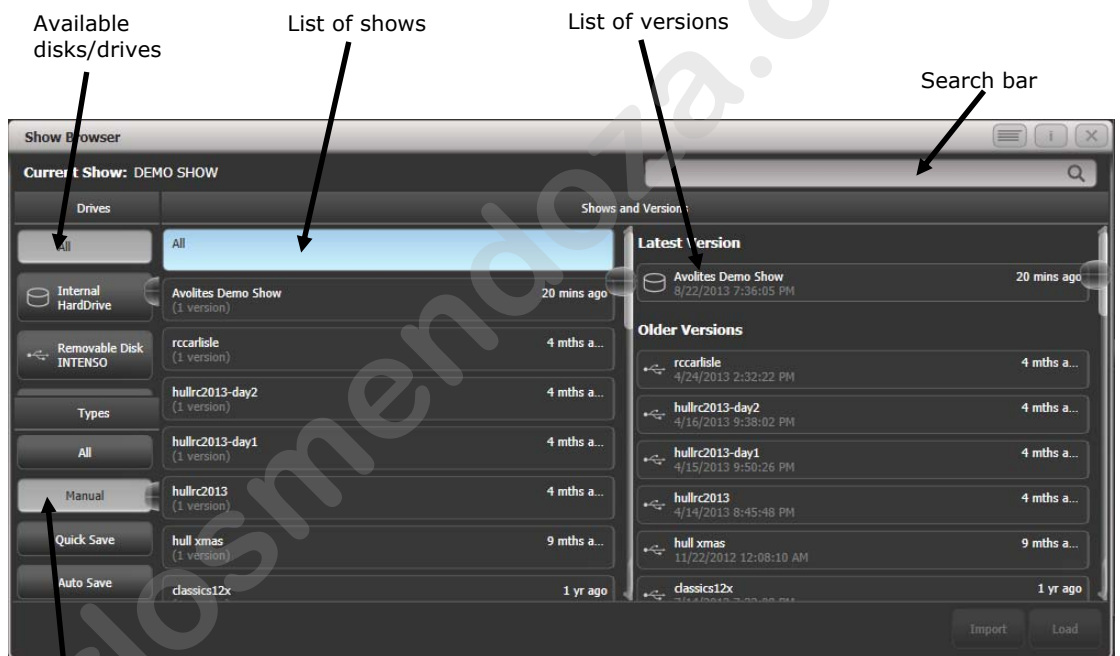 Available
disks/drives
List of shows
List of versions
Search bar
Show Browser
Current Show: DEMO SHOW
Drives
Shows and Versions
All
Internal
HardDrive
Removable Disk
INTENSO
Types
All
Manual
Quick Save
Auto Save
All
Avolites Demo Show
20 mins ago
(1 version)
rccarlisle
4 mths a...
(1 version)
hullrc2013-day2
4 mths a...
(1 version)
hullrc2013-day1
4 mths a...
(1 version)
hullrc2013
4 mths a...
(1 version)
hull xmas
9 mths a...
(1 version)
classics12x
1 yr ago
Latest Version
Avolites Demo Show
20 mins ago
8/22/2013 7:36:05 PM
Older Versions
rccarlisle
4 mths a...
4/24/2013 2:32:22 PM
hullrc2013-day2
4 mths a...
4/16/2013 9:38:02 PM
hullrc2013-day1
4 mths a...
4/15/2013 9:50:26 PM
hullrc2013
4 mths a...
4/14/2013 8:45:48 PM
hull xmas
9 mths a...
11/22/2012 12:08:10 AM
classics12x
1 yr ago
Import
Load
losmendoza.